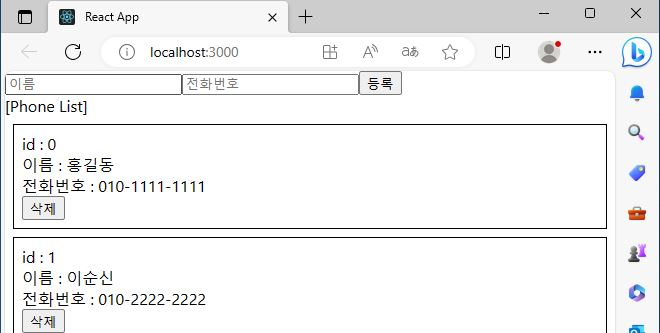 React App
localhost:3000
이름 전화번호 등록
[Phone List]
id : 0
이름 : 홍길동
전화번호 : 010-1111-1111
삭제
id : 1
이름 : 이순신
전화번호 : 010-2222-2222
삭제